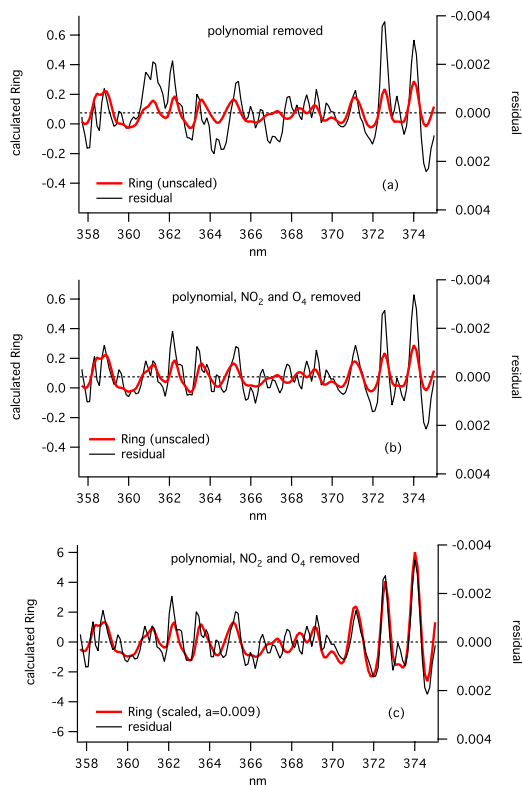 polynomial removed
0.6
0.4
0.2
0.0
-0.2
-0.4
calculated Ring
-0.004
-0.002
0.000
0.002
0.004
residual
Ring (unscaled)
residual
(a)
358 360 362 364 366 368 370 372 374
nm
polynomial, NO2 and O4 removed
0.6
0.4
0.2
0.0
-0.2
-0.4
calculated Ring
-0.004
-0.002
0.000
0.002
0.004
residual
Ring (unscaled)
residual
(b)
358 360 362 364 366 368 370 372 374
nm
polynomial, NO2 and O4 removed
6
4
2
0
-2
-4
-6
calculated Ring
-0.004
-0.002
0.000
0.002
0.004
residual
Ring (scaled, a=0.009)
residual
(c)
358 360 362 364 366 368 370 372 374
nm